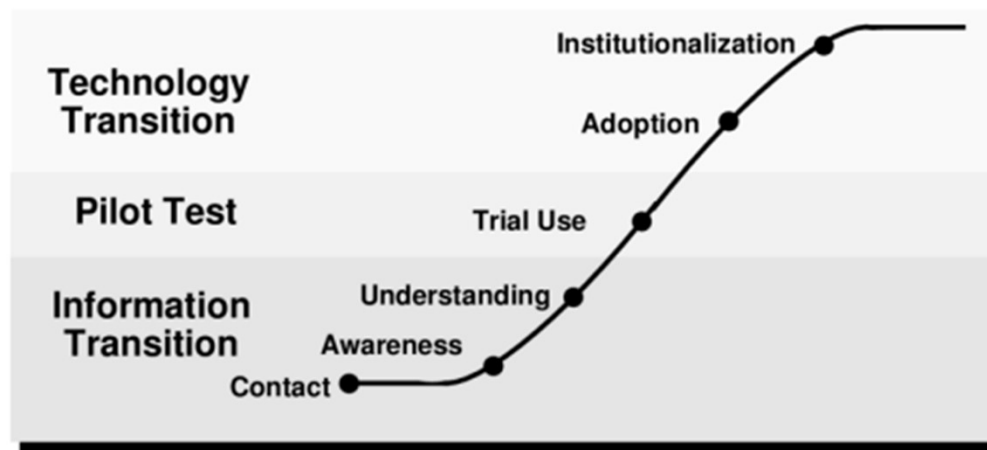 Institutionalization
Technology
Transition
Adoption
Pilot Test
Trial Use
Understanding
Information
Transition
Awareness
Contact